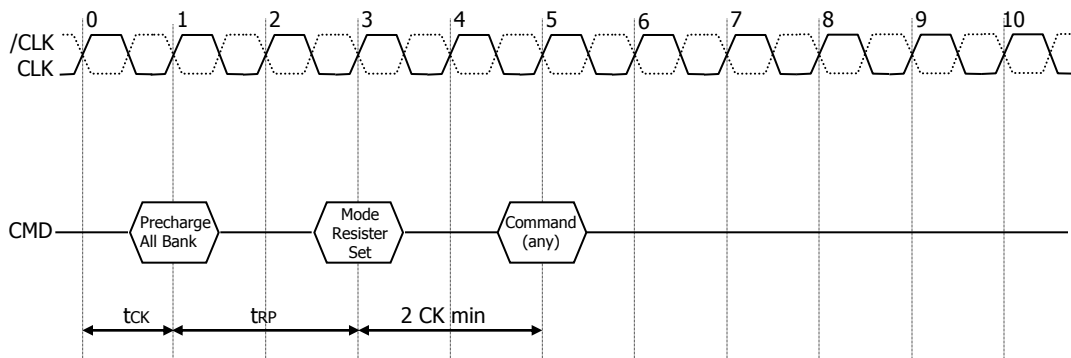 0 1 2 3 4 5 6 7 8 9 10
/CLK
CLK
CMD
Precharge
All Bank
Mode
Resister
Set
Command
(any)
tCK
tRP
2 CK min